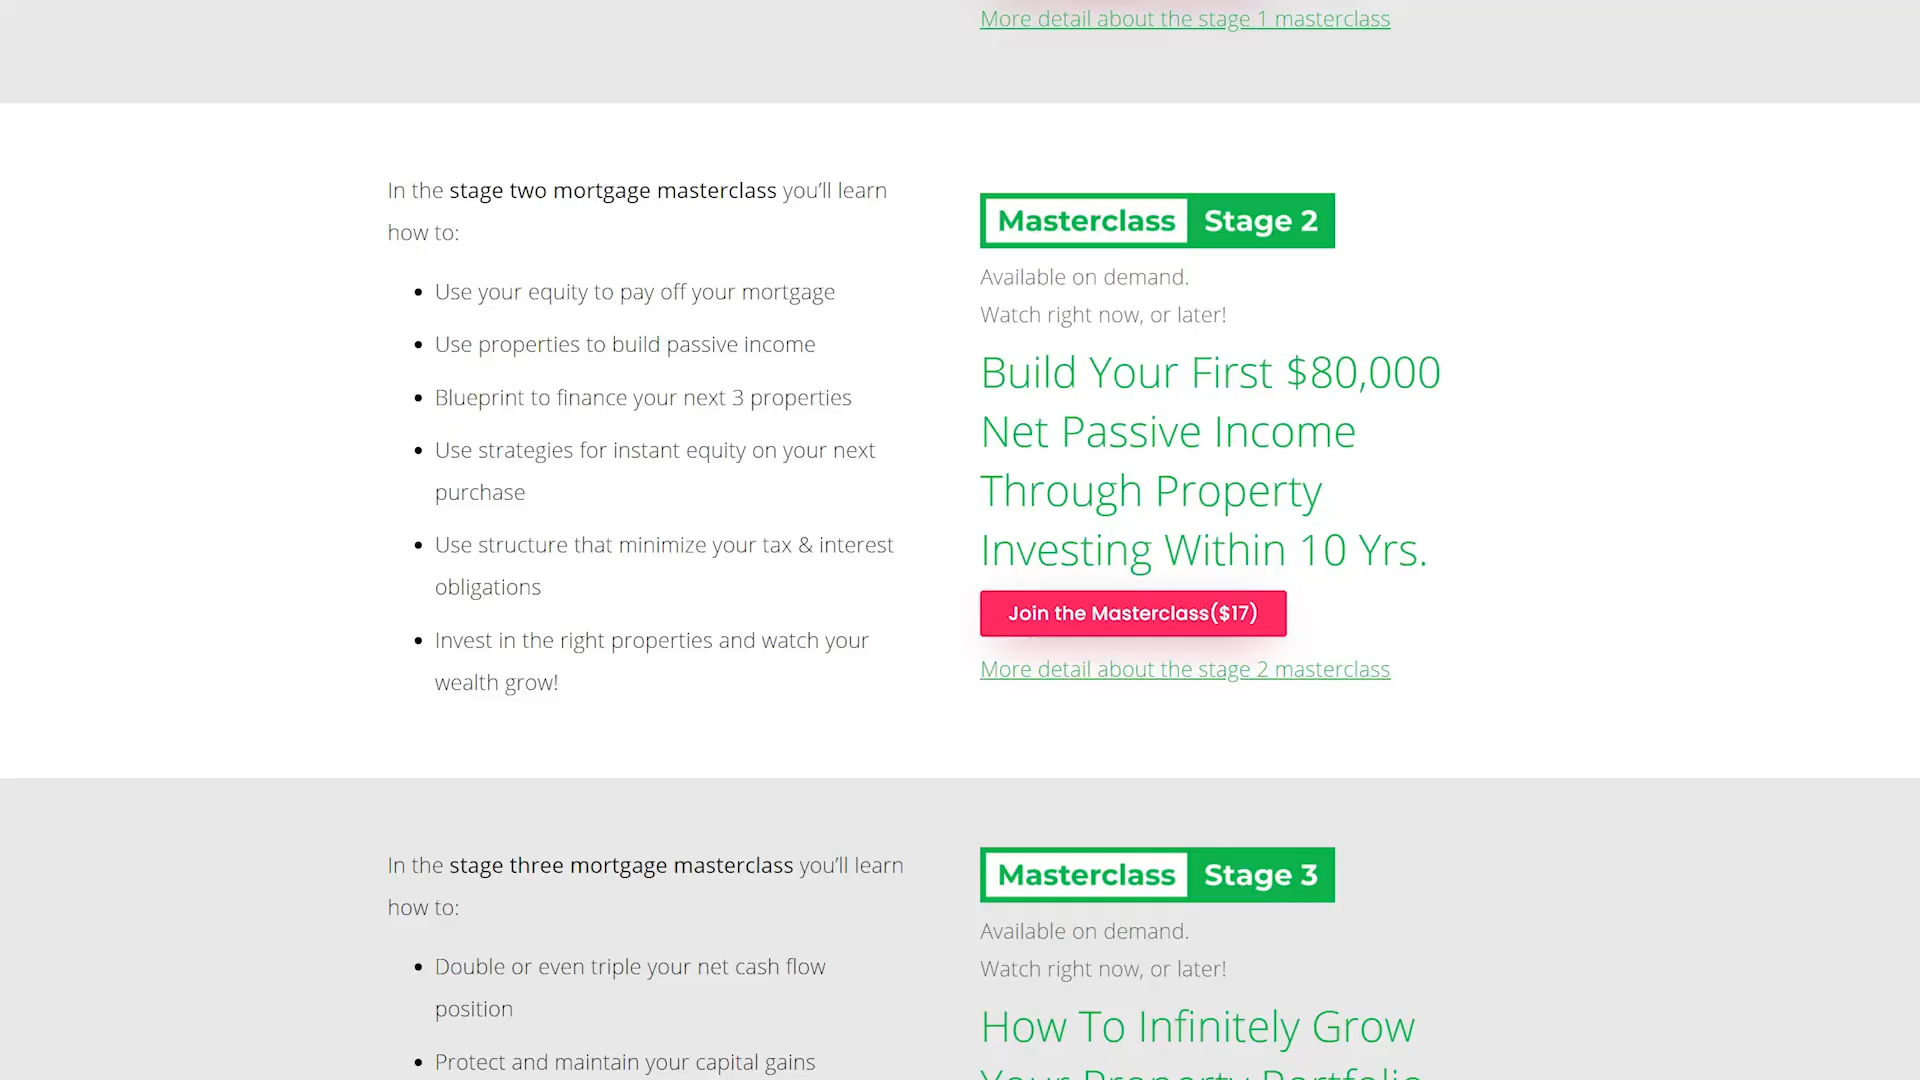 More detail about the stage 1 masterclass
In the stage two mortgage masterclass you’ll learn
how to:
Use your equity to pay off your mortgage
Use properties to build passive income
Blueprint to finance your next 3 properties
Use strategies for instant equity on your next
purchase
Use structure that minimize your tax & interest
obligations
Invest in the right properties and watch your
wealth grow!
Masterclass Stage 2
Available on demand.
Watch right now, or later!
Build Your First $80,000
Net Passive Income
Through Property
Investing Within 10 Yrs.
Join the Masterclass($17)
More detail about the stage 2 masterclass
In the stage three mortgage masterclass you’ll learn
how to:
Double or even triple your net cash flow
position
Protect and maintain your capital gains
Masterclass Stage 3
Available on demand.
Watch right now, or later!
How To Infinitely Grow
Your Property Portfolio